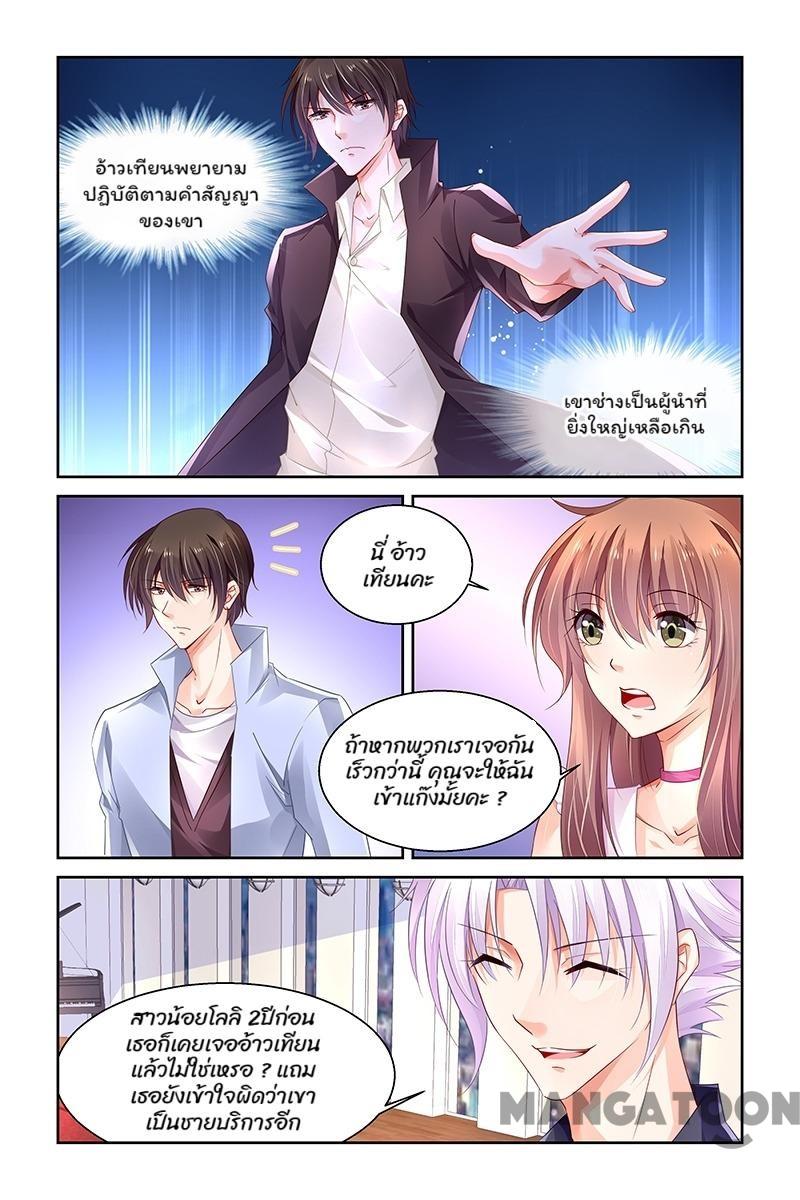 อ้าวเทียนพยายาม
ปฏิบัติตามคำสัญญา
ของเขา
เขาช่างเป็นผู้นำที่
ยิ่งใหญ่เหลือเกิน
นี่ อ้าว
เทียนคะ
ถ้าหากพวกเราเจอกัน
เร็วกว่านี้ คุณจะให้ฉัน
เข้าแก๊งมั้ยคะ ?
สาวน้อยโลลิ 2ปีก่อน
เธอก็เคยเจออ้าวเทียน
แล้วไม่ใช่เหรอ ? แถม
เธอยังเข้าใจผิดว่าเขา
เป็นชายบริการอีก
MANGATOON